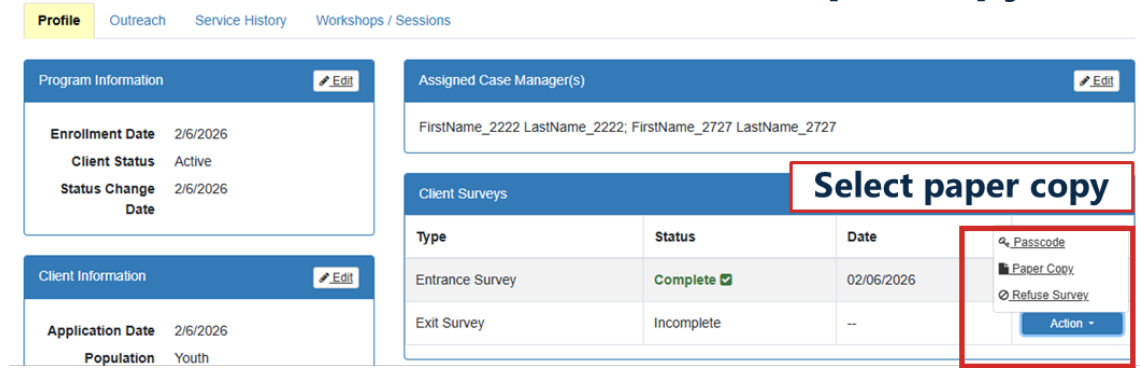 Profile Outreach Service History Workshops / Sessions
Program Information Edit
Enrollment Date 2/6/2026
Client Status Active
Status Change Date 2/6/2026
Client Information Edit
Application Date 2/6/2026
Population Youth
Assigned Case Manager(s) Edit
FirstName_2222 LastName_2222; FirstName_2727 LastName_2727
Select paper copy
Client Surveys
Type Status Date
Entrance Survey Complete 02/06/2026
Exit Survey Incomplete --
Passcode
Paper Copy
Refuse Survey
Action